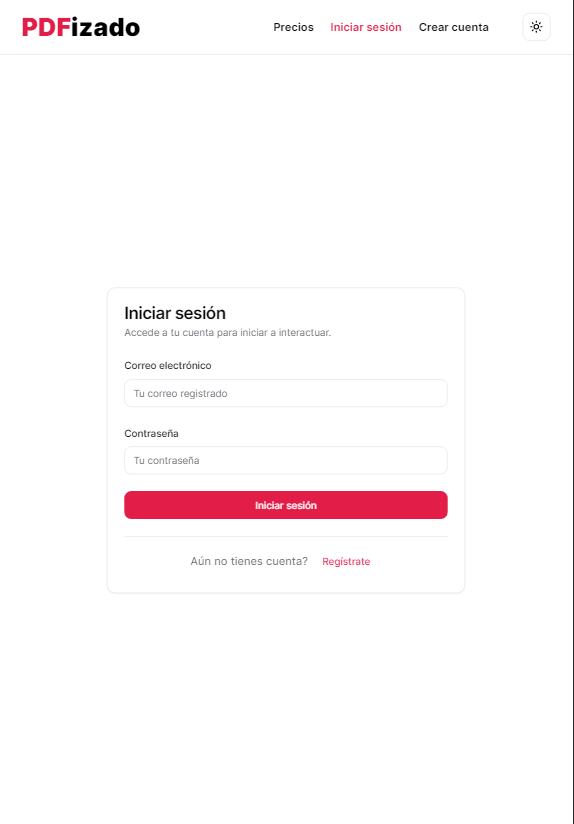 PDFizado
Precios Iniciar sesión Crear cuenta
Iniciar sesión
Accede a tu cuenta para iniciar a interactuar.
Correo electrónico
Tu correo registrado
Contraseña
Tu contraseña
Iniciar sesión
Aún no tienes cuenta? Regístrate